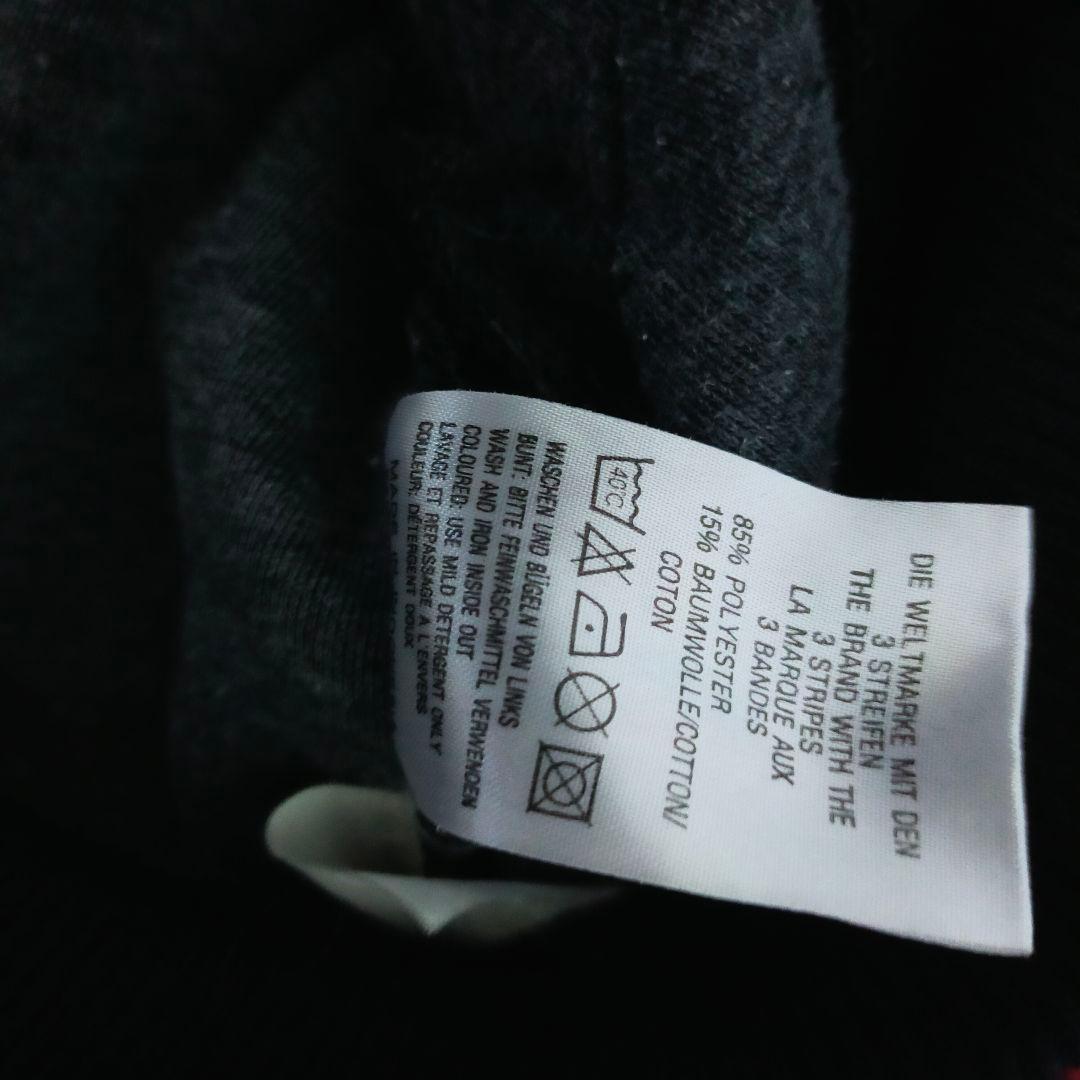 DIE WELTMARKE MIT DEN
3 STREIFEN
THE BRAND WITH THE
3 STRIPES
LA MARQUE AUX
3 BANDES
85% POLYESTER
15% BAUMWOLLE/COTTON/
COTON
40°C
WASCHEN UND BÜGELN VON LINKS
BUNT: BITTE FEINWASCHMITTEL VERWENDEN
WASH AND IRON INSIDE OUT
COLOURED: USE MILD DETERGENT ONLY
LAVAGE ET REPASSAGE A L'ENVERS
COULEUR: DÉTERGENT DOUX
MADE